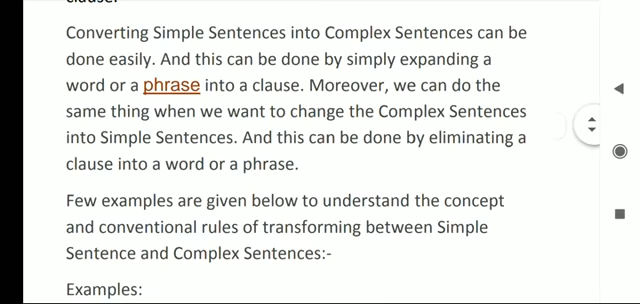 clause.
Converting Simple Sentences into Complex Sentences can be
done easily. And this can be done by simply expanding a
word or a phrase into a clause. Moreover, we can do the
same thing when we want to change the Complex Sentences
into Simple Sentences. And this can be done by eliminating a
clause into a word or a phrase.
Few examples are given below to understand the concept
and conventional rules of transforming between Simple
Sentence and Complex Sentences:-
Examples: